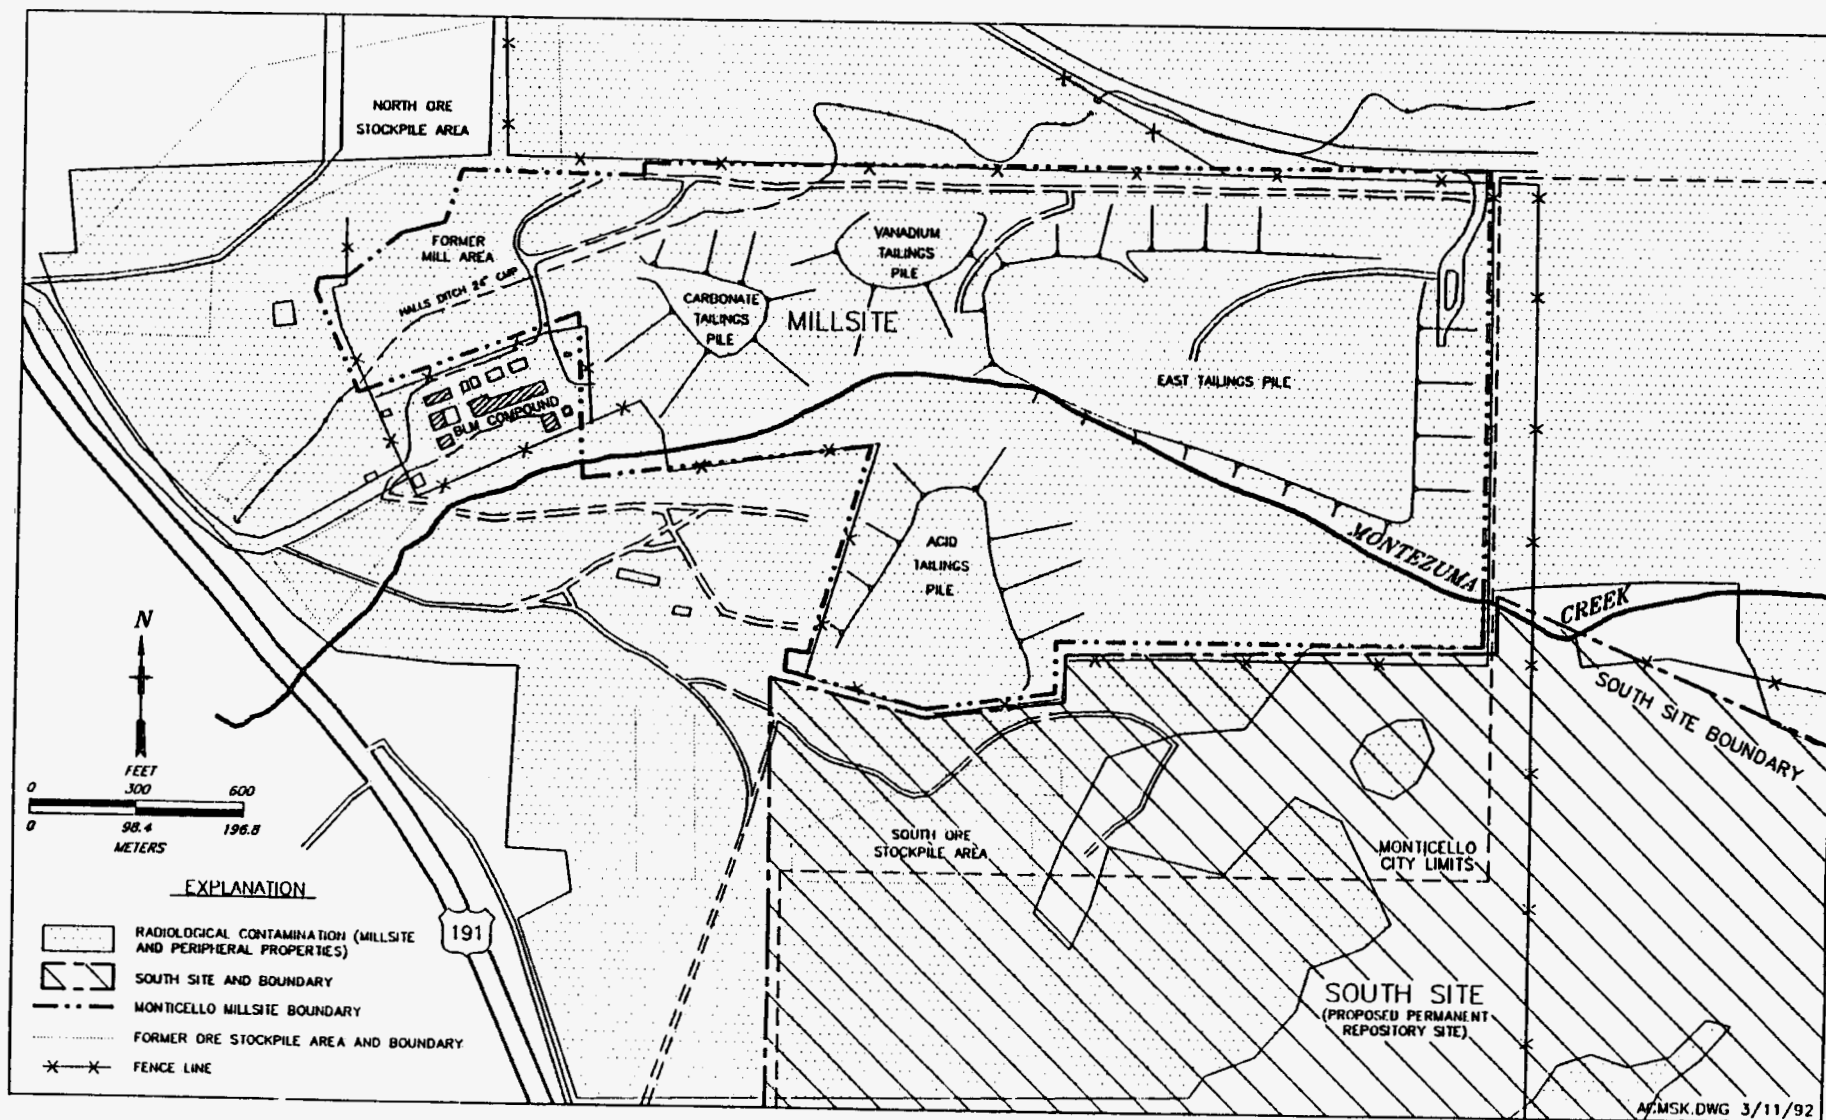 NORTH ORE
STOCKPILE AREA
FORMER
MILL AREA
HALLS DITCH 24" CMP
VANADIUM
TAILINGS
PILE
CARBONATE
TAILINGS
PILE
MILLSITE
EAST TAILINGS PILE
BLM COMPOUND
ACID
TAILINGS
PILE
MONTEZUMA
CREEK
SOUTH SITE BOUNDARY
N
FEET
0 300 600
0 98.4 196.8
METERS
SOUTH ORE
STOCKPILE AREA
MONTICELLO
CITY LIMITS
EXPLANATION
RADIOLOGICAL CONTAMINATION (MILLSITE
AND PERIPHERAL PROPERTIES)
SOUTH SITE AND BOUNDARY
MONTICELLO MILLSITE BOUNDARY
FORMER ORE STOCKPILE AREA AND BOUNDARY
FENCE LINE
191
SOUTH SITE
(PROPOSED PERMANENT
REPOSITORY SITE)
3/11/92